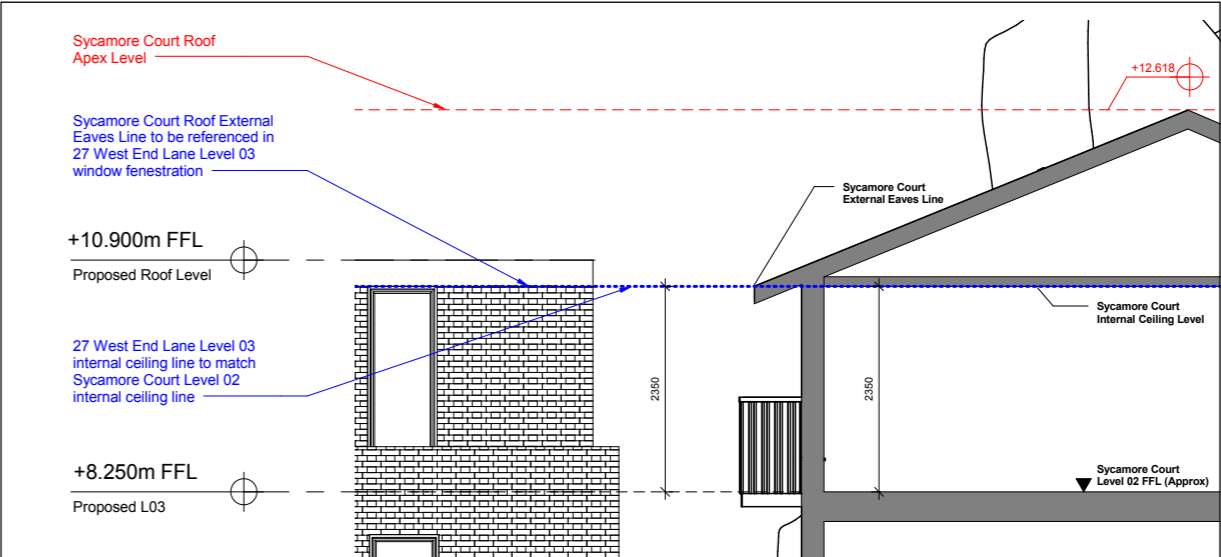 Sycamore Court Roof
Apex Level
+12.618
Sycamore Court Roof External
Eaves Line to be referenced in
27 West End Lane Level 03
window fenestration
Sycamore Court
External Eaves Line
+10.900m FFL
Proposed Roof Level
Sycamore Court
Internal Ceiling Level
27 West End Lane Level 03
internal ceiling line to match
Sycamore Court Level 02
internal ceiling line
2350
2350
+8.250m FFL
Proposed L03
Sycamore Court
Level 02 FFL (Approx)